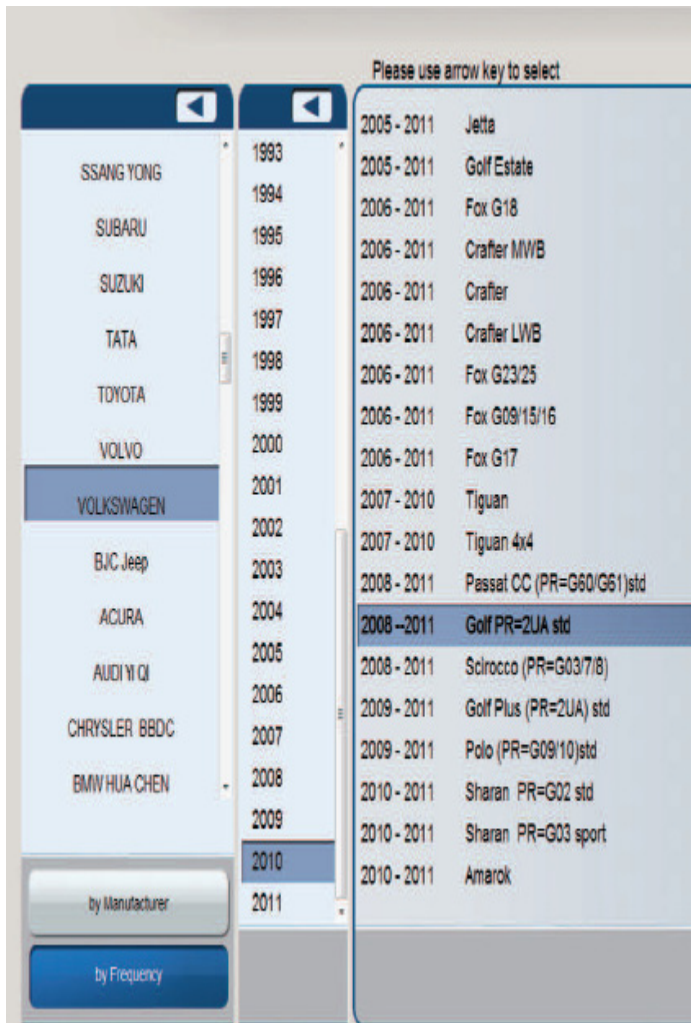 Please use arrow key to select
SSANG YONG
SUBARU
SUZUKI
TATA
TOYOTA
VOLVO
VOLKSWAGEN
BJC Jeep
ACURA
AUDI YI QI
CHRYSLER BBDC
BMW HUA CHEN
by Manufacturer
by Frequency
1993
1994
1995
1996
1997
1998
1999
2000
2001
2002
2003
2004
2005
2006
2007
2008
2009
2010
2011
2005 - 2011 Jetta
2005 - 2011 Golf Estate
2006 - 2011 Fox G18
2006 - 2011 Crafter MWB
2006 - 2011 Crafter
2006 - 2011 Crafter LWB
2006 - 2011 Fox G23/25
2006 - 2011 Fox G09/15/16
2006 - 2011 Fox G17
2007 - 2010 Tiguan
2007 - 2010 Tiguan 4x4
2008 - 2011 Passat CC (PR=G60/G61)std
2008 --2011 Golf PR=2UA std
2008 - 2011 Scirocco (PR=G03/7/8)
2009 - 2011 Golf Plus (PR=2UA) std
2009 - 2011 Polo (PR=G09/10)std
2010 - 2011 Sharan PR=G02 std
2010 - 2011 Sharan PR=G03 sport
2010 - 2011 Amarok